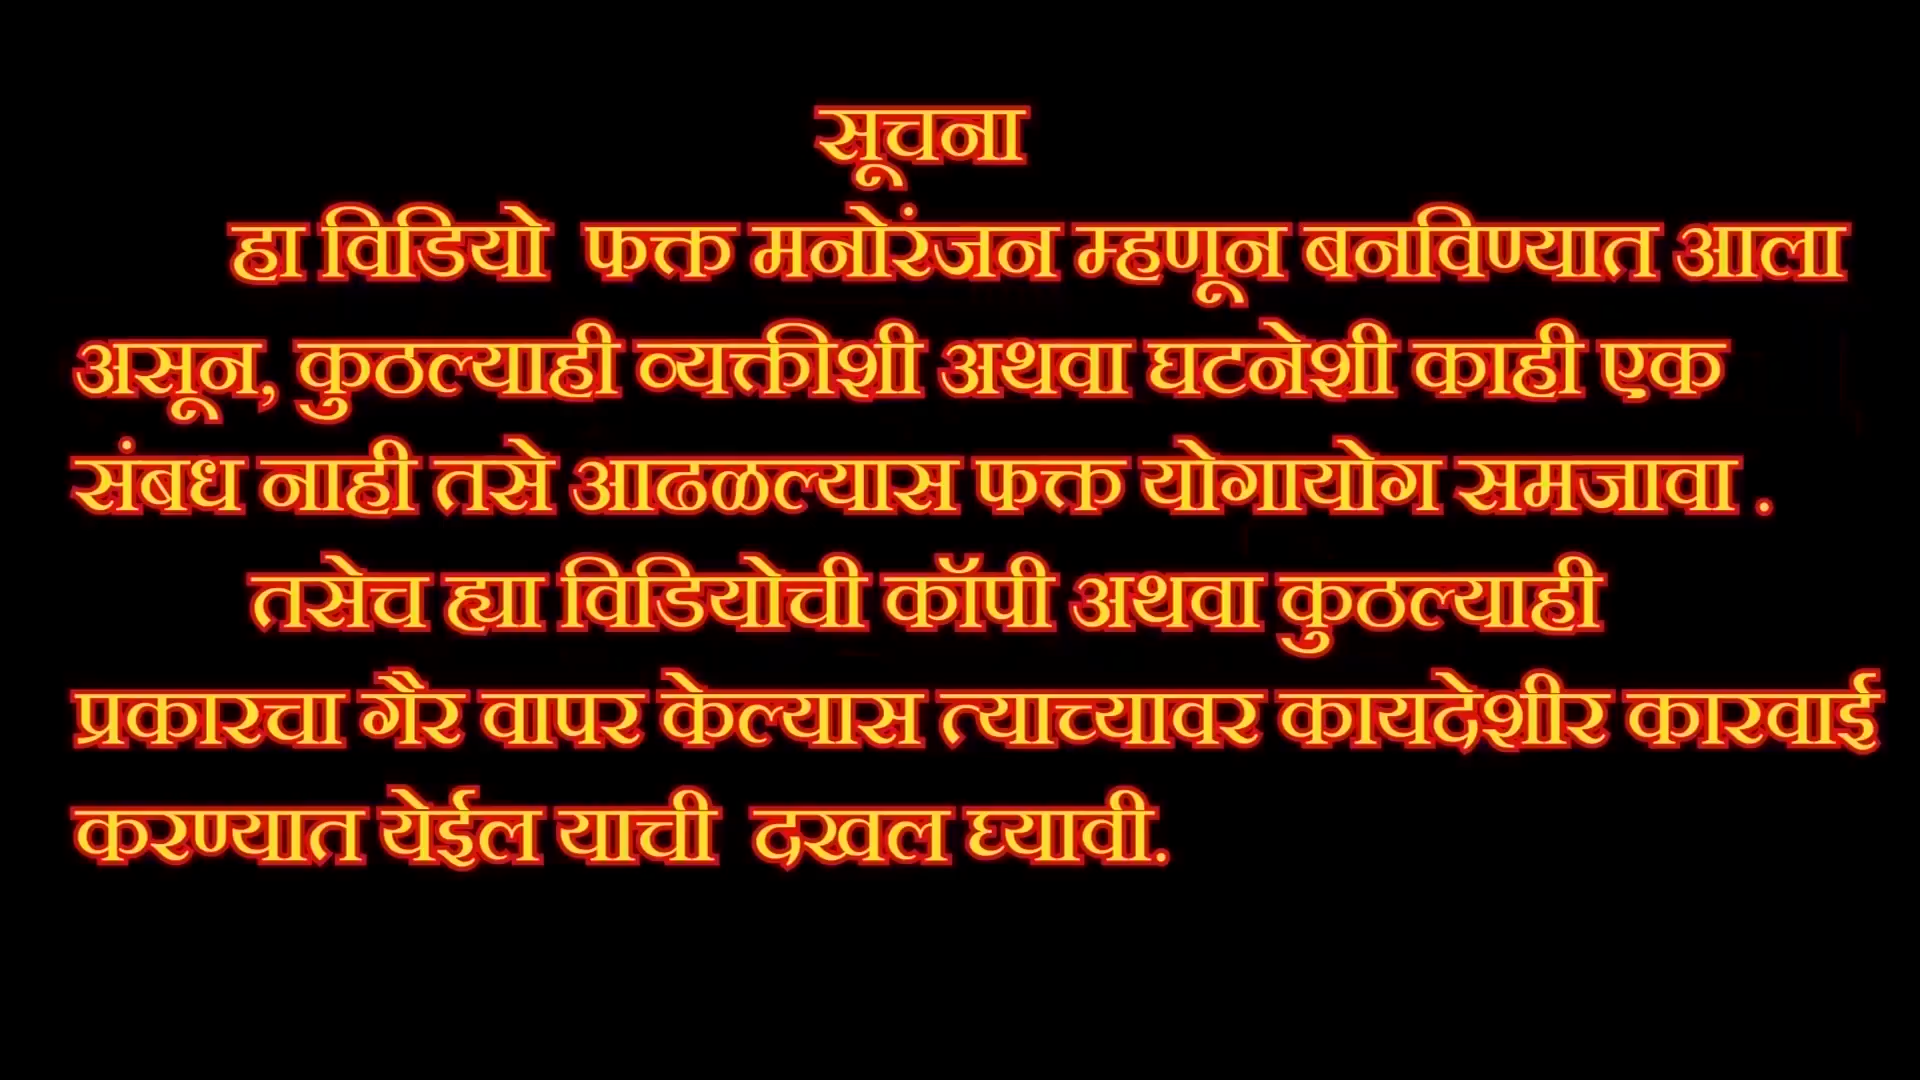 सूचना
हा विडियो फक्त मनोरंजन म्हणून बनविण्यात आला
असून, कुठल्याही व्यक्तीशी अथवा घटनेशी काही एक
संबध नाही तसे आढळल्यास फक्त योगायोग समजावा .
तसेच ह्या विडियोची कॉपी अथवा कुठल्याही
प्रकारचा गैर वापर केल्यास त्याच्यावर कायदेशीर कारवाई
करण्यात येईल याची दखल घ्यावी.